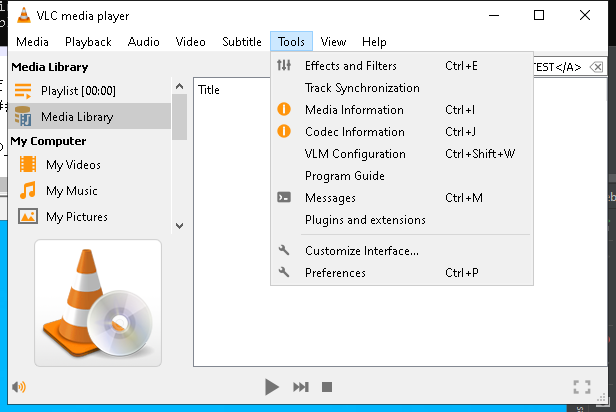 VLC media player
Media Playback Audio Video Subtitle Tools View Help
Media Library
Playlist [00:00]
Media Library
My Computer
My Videos
My Music
My Pictures
Title
TEST</A>
Effects and Filters Ctrl+E
Track Synchronization
Media Information Ctrl+I
Codec Information Ctrl+J
VLM Configuration Ctrl+Shift+W
Program Guide
Messages Ctrl+M
Plugins and extensions
Customize Interface...
Preferences Ctrl+P